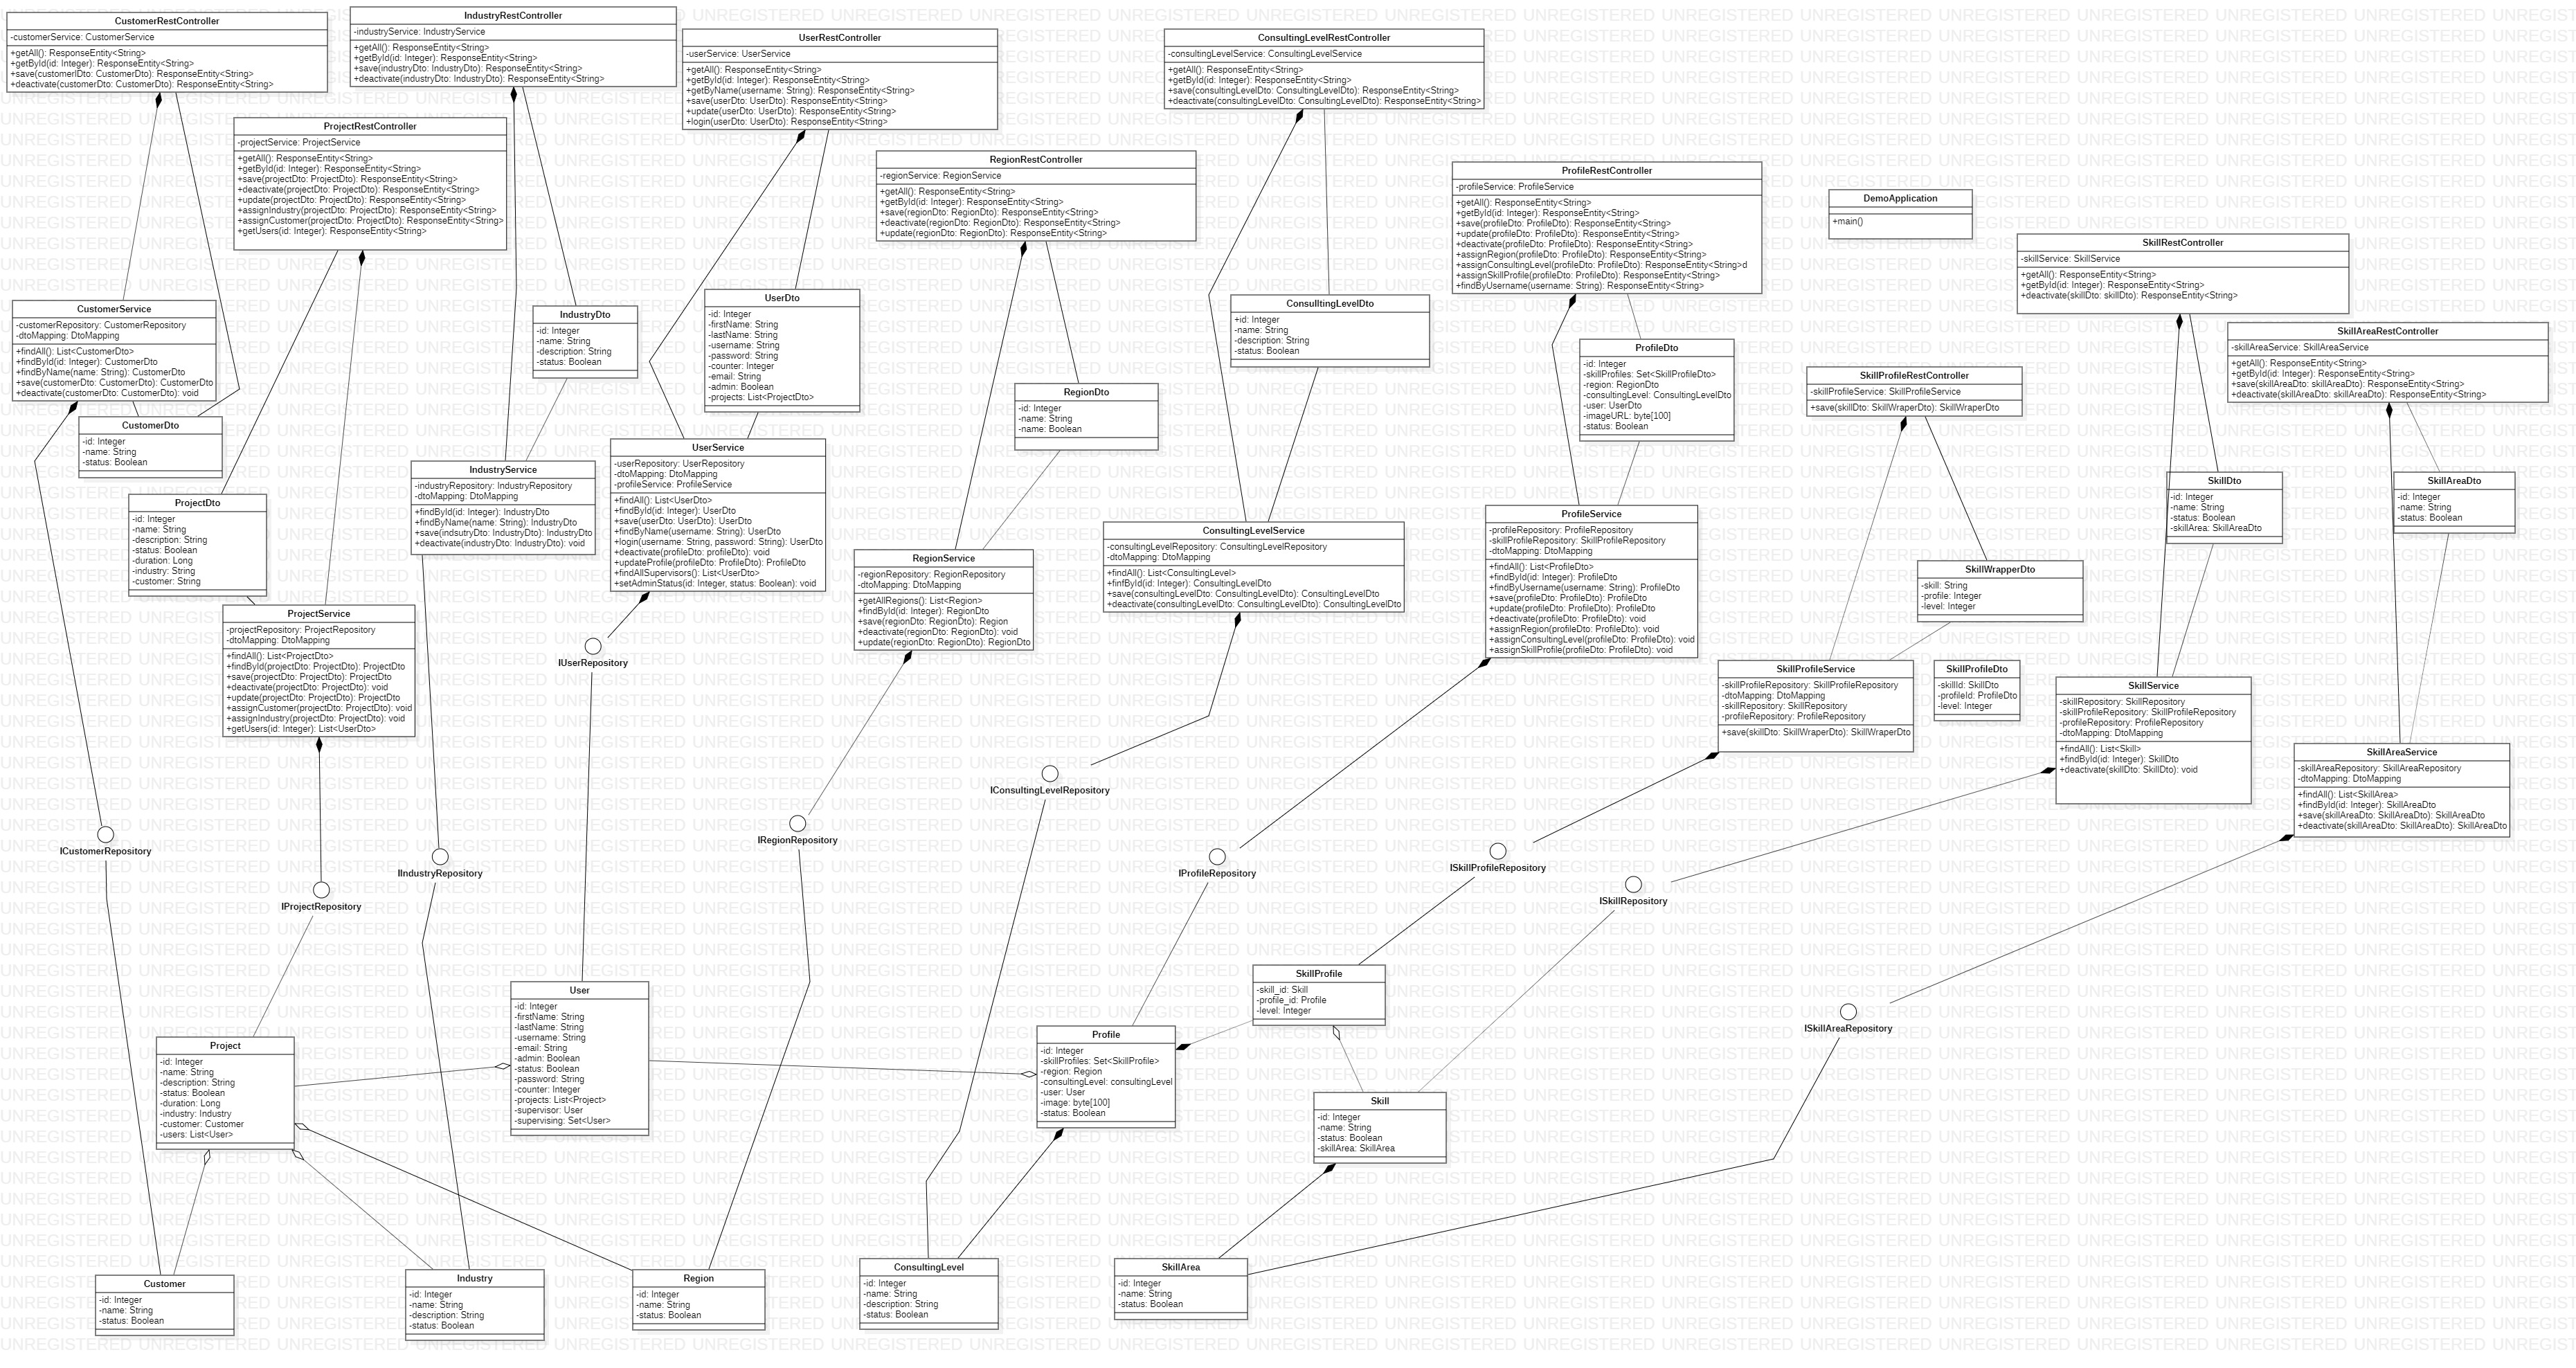 CustomerRestController
-customerService: CustomerService
+getAll(): ResponseEntity<String>
+getById(id: Integer): ResponseEntity<String>
+save(customerlDto: CustomerDto): ResponseEntity<String>
+deactivate(customerDto: CustomerDto): ResponseEntity<String>
IndustryRestController
-industryService: IndustryService
+getAll(): ResponseEntity<String>
+getById(id: Integer): ResponseEntity<String>
+save(industryDto: IndustryDto): ResponseEntity<String>
+deactivate(industryDto: IndustryDto): ResponseEntity<String>
UserRestController
-userService: UserService
+getAll(): ResponseEntity<String>
+getById(id: Integer): ResponseEntity<String>
+getByName(username: String): ResponseEntity<String>
+save(userDto: UserDto): ResponseEntity<String>
+update(userDto: UserDto): ResponseEntity<String>
+login(userDto: UserDto): ResponseEntity<String>
ConsultingLevelRestController
-consultingLevelService: ConsultingLevelService
+getAll(): ResponseEntity<String>
+getById(id: Integer): ResponseEntity<String>
+save(consultingLevelDto: ConsultingLevelDto): ResponseEntity<String>
+deactivate(consultingLevelDto: ConsultingLevelDto): ResponseEntity<String>
ProjectRestController
-projectService: ProjectService
+getAll(): ResponseEntity<String>
+getById(id: Integer): ResponseEntity<String>
+save(projectDto: ProjectDto): ResponseEntity<String>
+deactivate(projectDto: ProjectDto): ResponseEntity<String>
+update(projectDto: ProjectDto): ResponseEntity<String>
+assignIndustry(projectDto: ProjectDto): ResponseEntity<String>
+assignCustomer(projectDto: ProjectDto): ResponseEntity<String>
+getUsers(id: Integer): ResponseEntity<String>
RegionRestController
-regionService: RegionService
+getAll(): ResponseEntity<String>
+getById(id: Integer): ResponseEntity<String>
+save(regionDto: RegionDto): ResponseEntity<String>
+deactivate(regionDto: RegionDto): ResponseEntity<String>
+update(regionDto: RegionDto): ResponseEntity<String>
ProfileRestController
-profileService: ProfileService
+getAll(): ResponseEntity<String>
+getById(id: Integer): ResponseEntity<String>
+save(profileDto: ProfileDto): ResponseEntity<String>
+update(profileDto: ProfileDto): ResponseEntity<String>
+deactivate(profileDto: ProfileDto): ResponseEntity<String>
+assignRegion(profileDto: ProfileDto): ResponseEntity<String>
+assignConsultingLevel(profileDto: ProfileDto): ResponseEntity<String>d
+assignSkillProfile(profileDto: ProfileDto): ResponseEntity<String>
+findByUsername(username: String): ResponseEntity<String>
DemoApplication
+main()
SkillRestController
-skillService: SkillService
+getAll(): ResponseEntity<String>
+getById(id: Integer): ResponseEntity<String>
+deactivate(skillDto: skillDto): ResponseEntity<String>
SkillAreaRestController
-skillAreaService: SkillAreaService
+getAll(): ResponseEntity<String>
+getById(id: Integer): ResponseEntity<String>
+save(skillAreaDto: skillAreaDto): ResponseEntity<String>
+deactivate(skillAreaDto: skillAreaDto): ResponseEntity<String>
CustomerService
-customerRepository: CustomerRepository
-dtoMapping: DtoMapping
+findAll(): List<CustomerDto>
+findById(id: Integer): CustomerDto
+findByName(name: String): CustomerDto
+save(customerDto: CustomerDto): CustomerDto
+deactivate(customerDto: CustomerDto): void
IndustryDto
-id: Integer
-name: String
-description: String
-status: Boolean
UserDto
-id: Integer
-firstName: String
-lastName: String
-username: String
-password: String
-counter: Integer
-email: String
-admin: Boolean
-projects: List<ProjectDto>
ConsulltingLevelDto
+id: Integer
-name: String
-description: String
-status: Boolean
ProfileDto
-id: Integer
-skillProfiles: Set<SkillProfileDto>
-region: RegionDto
-consultingLevel: ConsultingLevelDto
-user: UserDto
-imageURL: byte[100]
-status: Boolean
SkillProfileRestController
-skillProfileService: SkillProfileService
+save(skillDto: SkillWraperDto): SkillWraperDto
RegionDto
-id: Integer
-name: String
-name: Boolean
CustomerDto
-id: Integer
-name: String
-status: Boolean
IndustryService
-industryRepository: IndustryRepository
-dtoMapping: DtoMapping
+findById(id: Integer): IndustryDto
+findByName(name: String): IndustryDto
+save(indsutryDto: IndustryDto): IndustryDto
+deactivate(industryDto: IndustryDto): void
UserService
-userRepository: UserRepository
-dtoMapping: DtoMapping
-profileService: ProfileService
+findAll(): List<UserDto>
+findById(id: Integer): UserDto
+save(userDto: UserDto): UserDto
+findByName(username: String): UserDto
+login(username: String, password: String): UserDto
+deactivate(profileDto: profileDto): void
+updateProfile(profileDto: ProfileDto): ProfileDto
+findAllSupervisors(): List<UserDto>
+setAdminStatus(id: Integer, status: Boolean): void
SkillDto
-id: Integer
-name: String
-status: Boolean
-skillArea: SkillAreaDto
SkillAreaDto
-id: Integer
-name: String
-status: Boolean
ProjectDto
-id: Integer
-name: String
-description: String
-status: Boolean
-duration: Long
-industry: String
-customer: String
ConsultingLevelService
-consultingLevelRepository: ConsultingLevelRepository
-dtoMapping: DtoMapping
+findAll(): List<ConsultingLevel>
+finfById(id: Integer): ConsultingLevelDto
+save(consultingLevelDto: ConsultingLevelDto): ConsultingLevelDto
+deactivate(consultingLevelDto: ConsultingLevelDto): ConsultingLevelDto
ProfileService
-profileRepository: ProfileRepository
-skillProfileRepository: SkillProfileRepository
-dtoMapping: DtoMapping
+findAll(): List<ProfileDto>
+findById(id: Integer): ProfileDto
+findByUsername(username: String): ProfileDto
+save(profileDto: ProfileDto): ProfileDto
+update(profileDto: ProfileDto): ProfileDto
+deactivate(profileDto: ProfileDto): void
+assignRegion(profileDto: ProfileDto): void
+assignConsultingLevel(profileDto: ProfileDto): void
+assignSkillProfile(profileDto: ProfileDto): void
RegionService
-regionRepository: RegionRepository
-dtoMapping: DtoMapping
+getAllRegions(): List<Region>
+findById(id: Integer): RegionDto
+save(regionDto: RegionDto): Region
+deactivate(regionDto: RegionDto): void
+update(regionDto: RegionDto): RegionDto
SkillWrapperDto
-skill: String
-profile: Integer
-level: Integer
ProjectService
-projectRepository: ProjectRepository
-dtoMapping: DtoMapping
+findAll(): List<ProjectDto>
+findById(projectDto: ProjectDto): ProjectDto
+save(projectDto: ProjectDto): ProjectDto
+deactivate(projectDto: ProjectDto): void
+update(projectDto: ProjectDto): ProjectDto
+assignCustomer(projectDto: ProjectDto): void
+assignIndustry(projectDto: ProjectDto): void
+getUsers(id: Integer): List<UserDto>
IUserRepository
SkillProfileService
-skillProfileRepository: SkillProfileRepository
-dtoMapping: DtoMapping
-skillRepository: SkillRepository
-profileRepository: ProfileRepository
+save(skillDto: SkillWraperDto): SkillWraperDto
SkillProfileDto
-skillId: SkillDto
-profileId: ProfileDto
-level: Integer
SkillService
-skillRepository: SkillRepository
-skillProfileRepository: SkillProfileRepository
-profileRepository: ProfileRepository
-dtoMapping: DtoMapping
+findAll(): List<Skill>
+findById(id: Integer): SkillDto
+deactivate(skillDto: SkillDto): void
SkillAreaService
-skillAreaRepository: SkillAreaRepository
-dtoMapping: DtoMapping
+findAll(): List<SkillArea>
+findById(id: Integer): SkillAreaDto
+save(skillAreaDto: SkillAreaDto): SkillAreaDto
+deactivate(skillAreaDto: SkillAreaDto): SkillAreaDto
IConsultingLevelRepository
IRegionRepository
ICustomerRepository
IIndustryRepository
IProfileRepository
ISkillProfileRepository
IProjectRepository
ISkillRepository
SkillProfile
-skill_id: Skill
-profile_id: Profile
-level: Integer
User
-id: Integer
-firstName: String
-lastName: String
-username: String
-email: String
-admin: Boolean
-status: Boolean
-password: String
-counter: Integer
-projects: List<Project>
-supervisor: User
-supervising: Set<User>
ISkillAreaRepository
Profile
-id: Integer
-skillProfiles: Set<SkillProfile>
-region: Region
-consultingLevel: consultingLevel
-user: User
-image: byte[100]
-status: Boolean
Project
-id: Integer
-name: String
-description: String
-status: Boolean
-duration: Long
-industry: Industry
-customer: Customer
-users: List<User>
Skill
-id: Integer
-name: String
-status: Boolean
-skillArea: SkillArea
Customer
-id: Integer
-name: String
-status: Boolean
Industry
-id: Integer
-name: String
-description: String
-status: Boolean
Region
-id: Integer
-name: String
-status: Boolean
ConsultingLevel
-id: Integer
-name: String
-description: String
-status: Boolean
SkillArea
-id: Integer
-name: String
-status: Boolean
UNREGISTERED